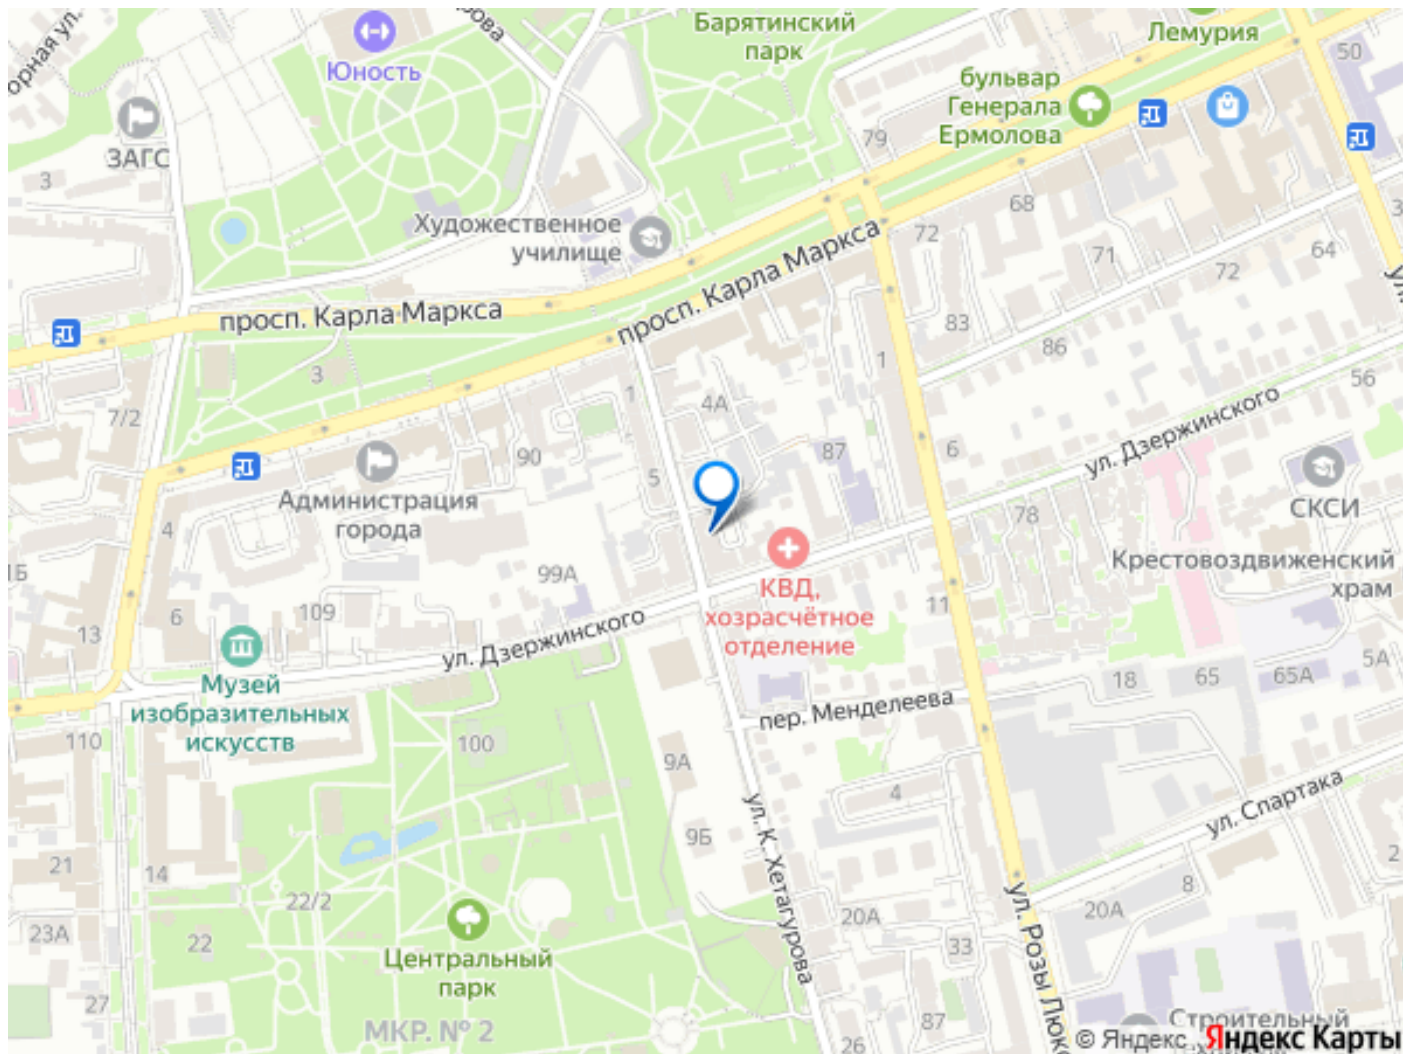 Барятинский
парк
Лемурия
Юность
бульвар
Генерала
Ермолова
50
79
ЗАГС
3
68
Художественное
училище
72
71
64
72
просп. Карла Маркса
просп. Карла Маркса
83
86
1
3
56
1
4А
7/2
6
87
ул. Дзержинского
90
5
СКСИ
Администрация
города
4
78
Крестовоздвиженский
храм
99А
КВД,
хозрасчётное
отделение
109
6
13
11
ул. Дзержинского
5А
65
65А
18
Музей
изобразительных
искусств
пер. Менделеева
110
100
9А
4
ул. Спартака
9Б
21
14
2
8
ул. К. Хетагурова
22/2
20А
20А
23А
22
33
Центральный
парк
ул. Розы Люкс
27
МКР. № 2
87
26
Строительный
© Яндекс
Яндекс Карты